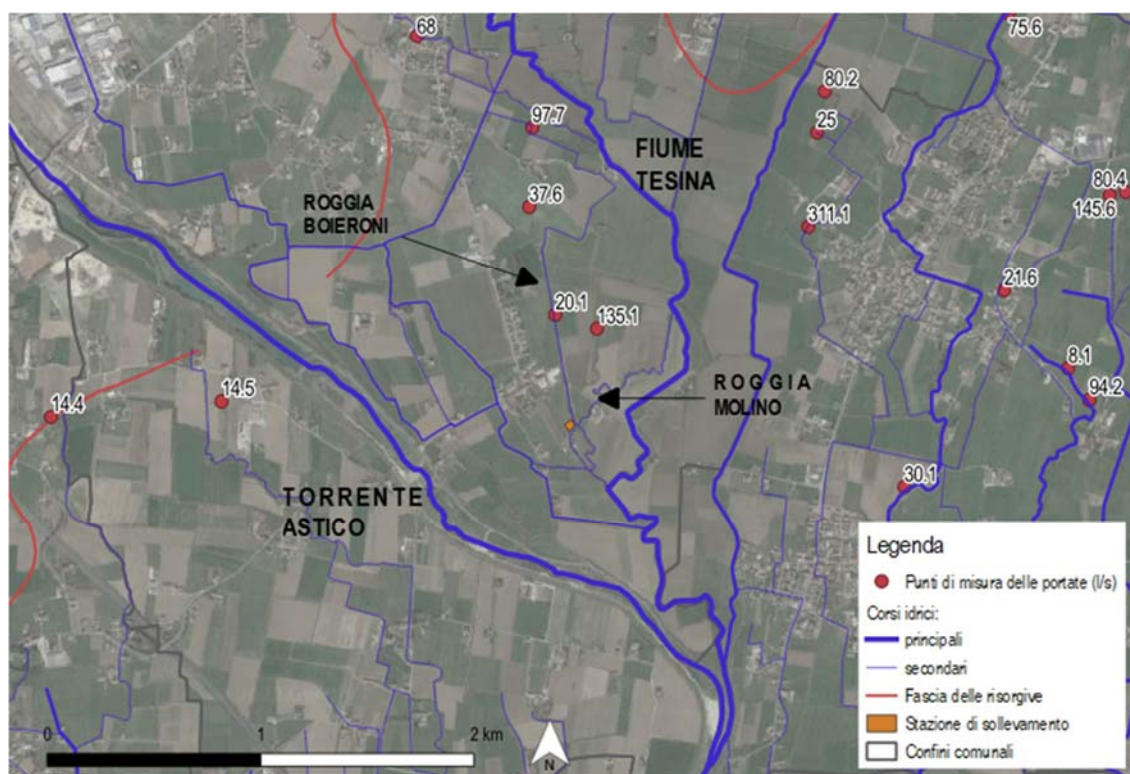 68
75.6
80.2
97.7
25
FIUME
TESINA
80.4
145.6
37.6
ROGGIA
BOIERONI
311.1
21.6
20.1
135.1
8.1
94.2
ROGGIA
MOLINO
14.4
14.5
30.1
TORRENTE
ASTICO
Legenda
Punti di misura delle portate (l/s)
Corsi idrici:
principali
secondari
Fascia delle risorgive
Stazione di sollevamento
Confini comunali
0 1 2 km
N